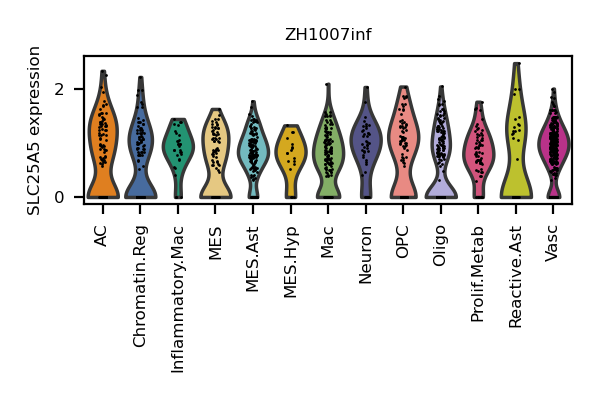 ZH1007inf
SLC25A5 expression
2
0
AC
Chromatin.Reg
Inflammatory.Mac
MES
MES.Ast
MES.Hyp
Mac
Neuron
OPC
Oligo
Prolif.Metab
Reactive.Ast
Vasc